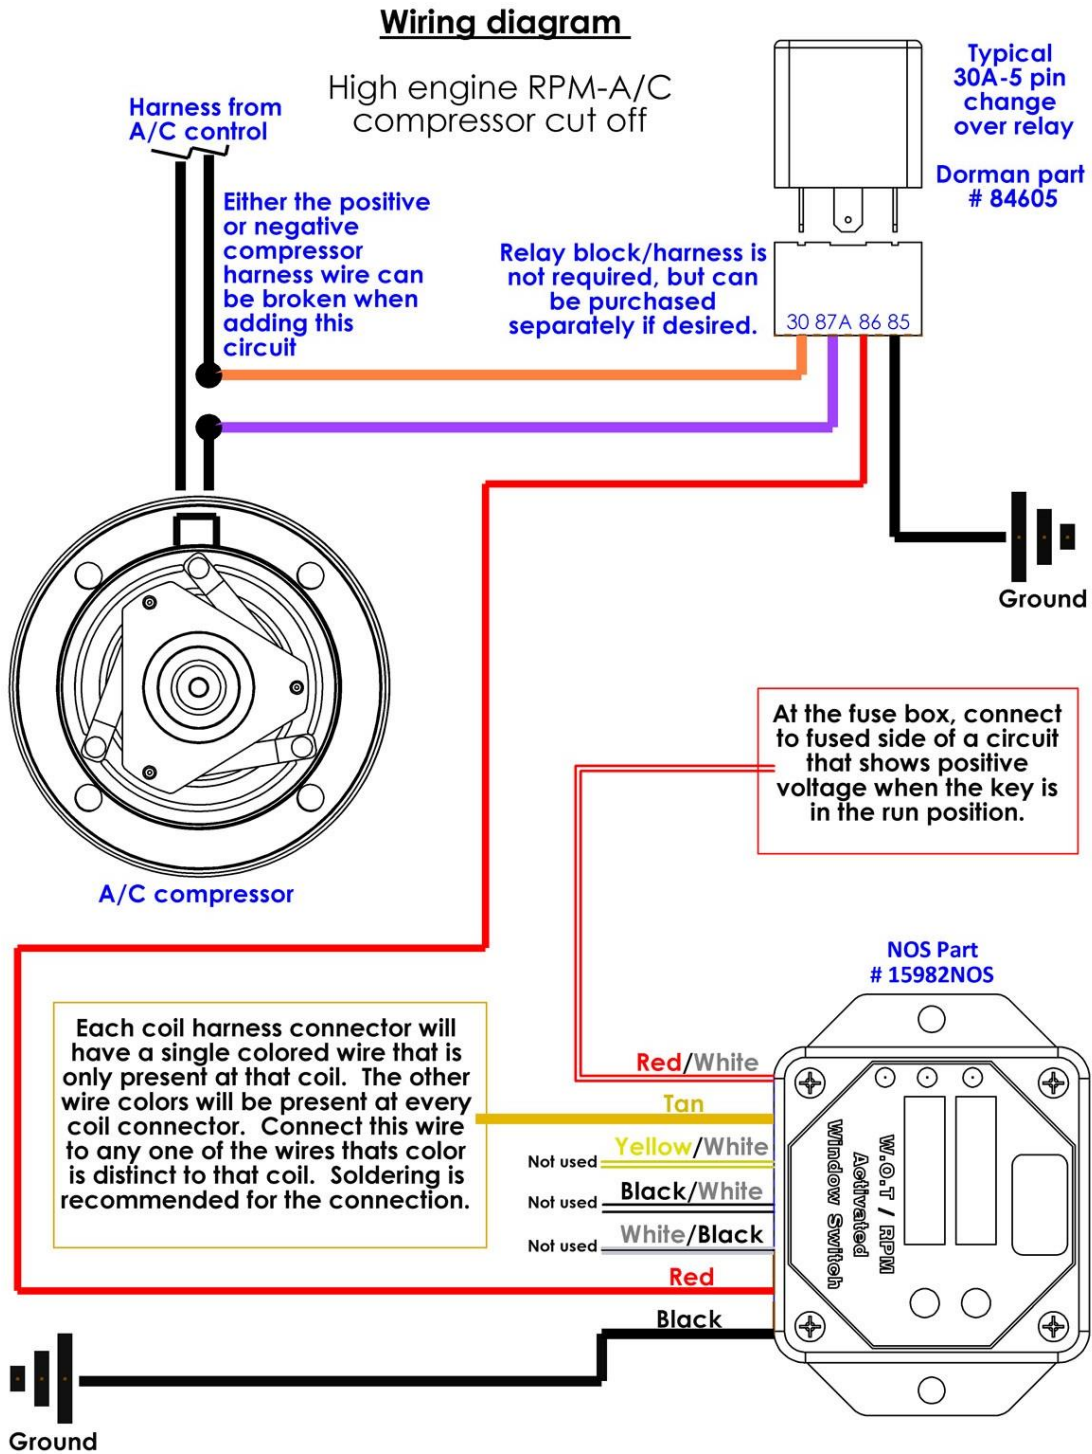 Wiring diagram
High engine RPM-A/C
compressor cut off
Harness from
A/C control
Either the positive
or negative
compressor
harness wire can
be broken when
adding this
circuit
Typical
30A-5 pin
change
over relay
Dorman part
# 84605
Relay block/harness is
not required, but can
be purchased
separately if desired.
30 87A 86 85
Ground
A/C compressor
At the fuse box, connect
to fused side of a circuit
that shows positive
voltage when the key is
in the run position.
NOS Part
# 15982NOS
Each coil harness connector will
have a single colored wire that is
only present at that coil.  The other
wire colors will be present at every
coil connector.  Connect this wire
to any one of the wires thats color
is distinct to that coil.  Soldering is
recommended for the connection.
Red/White
Tan
Yellow/White
Not used
Black/White
Not used
White/Black
Not used
Red
Black
W.O.T / RPM
Activated
Window Switch
Ground